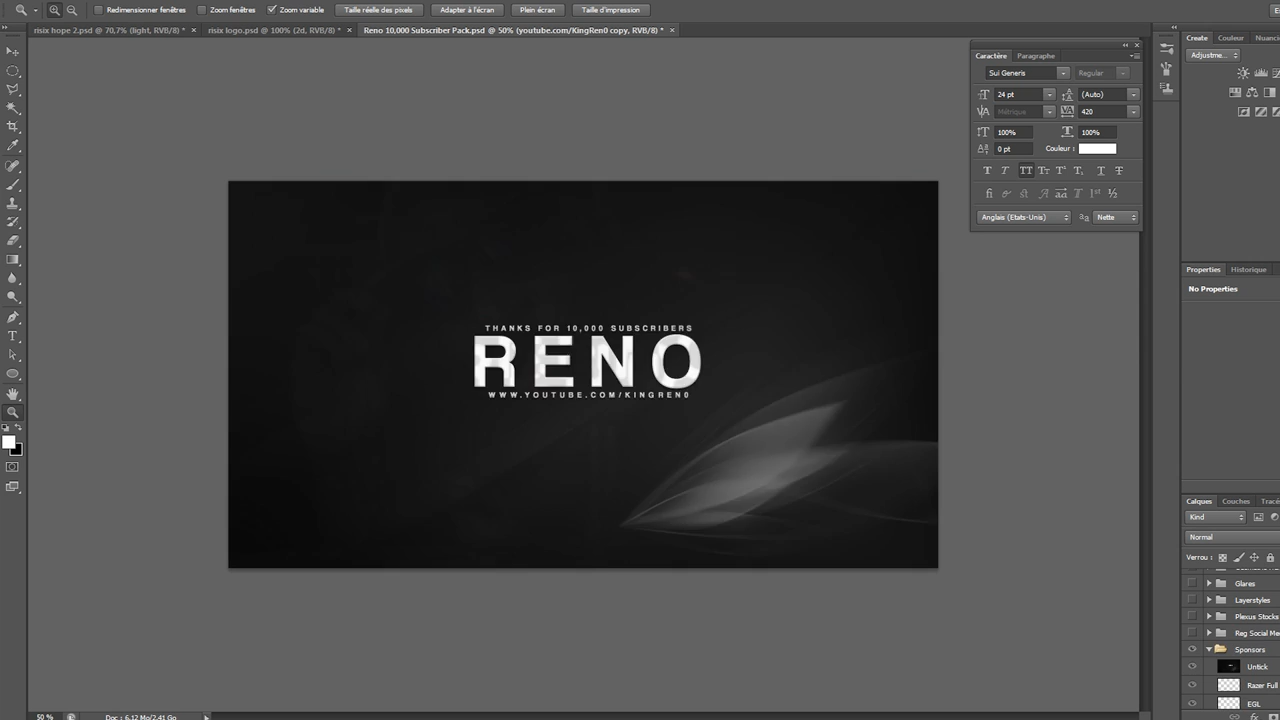 Redimensionner fenêtres
Zoom fenêtres
Zoom variable
Taille réelle des pixels
Adapter à l'écran
Plein écran
Taille d'impression
risix hope 2.psd @ 70,7% (light, RVB/8) * ×
risix logo.psd @ 100% (2d, RVB/8) * ×
Reno 10,000 Subscriber Pack.psd @ 50% (youtube.com/KingRen0 copy, RVB/8) * ×
Caractère
Paragraphe
Sui Generis
Regular
24 pt
(Auto)
Métrique
420
100%
100%
0 pt
Couleur :
Anglais (Etats-Unis)
Nette
Create
Couleur
Nuancie
Adjustme...
Properties
Historique
No Properties
THANKS FOR 10,000 SUBSCRIBERS
RENO
WWW.YOUTUBE.COM/KINGREN0
Calques
Couches
Tracé
Kind
Normal
Verrou :
Glares
Layerstyles
Plexus Stocks
Reg Social Me
Sponsors
Untick
Razer Full
EGL
50 %
Doc : 6,12 Mo/2,41 Go